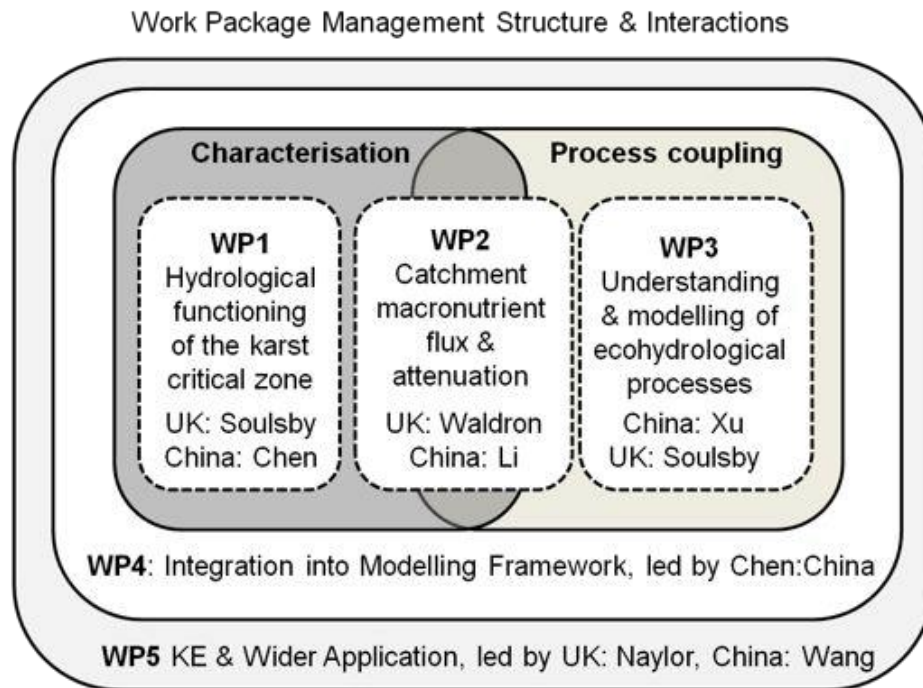 Work Package Management Structure & Interactions
Characterisation
Process coupling
WP1
Hydrological
functioning
of the karst
critical zone
UK: Soulsby
China: Chen
WP2
Catchment
macronutrient
flux &
attenuation
UK: Waldron
China: Li
WP3
Understanding
& modelling of
ecohydrological
processes
China: Xu
UK: Soulsby
WP4: Integration into Modelling Framework, led by Chen:China
WP5 KE & Wider Application, led by UK: Naylor, China: Wang